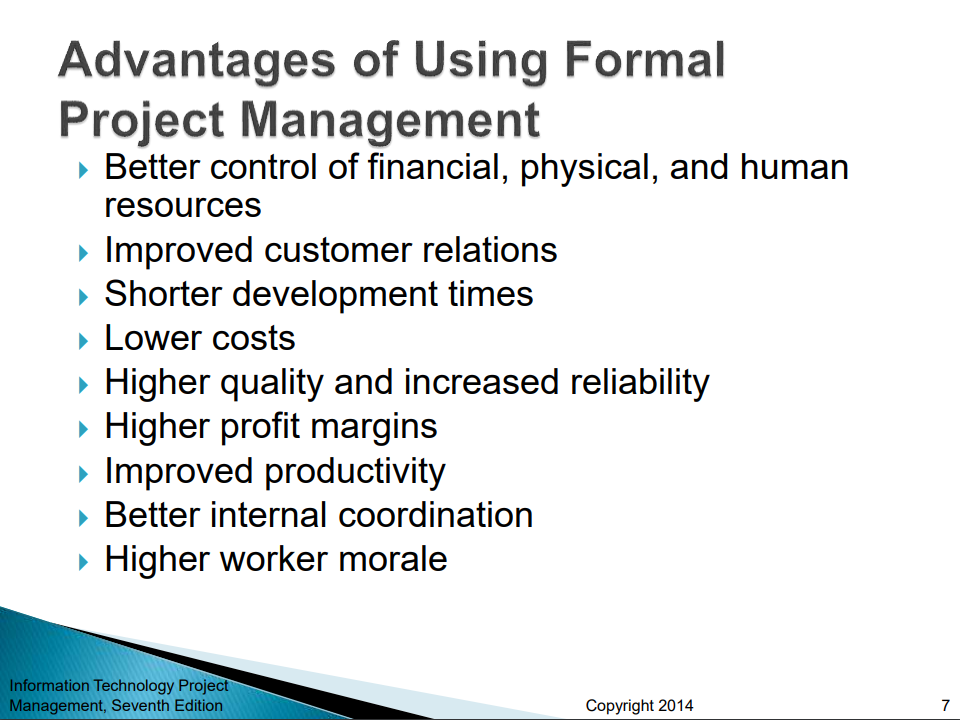 Advantages of Using Formal
Project Management
Better control of financial, physical, and human
resources
Improved customer relations
Shorter development times
Lower costs
Higher quality and increased reliability
Higher profit margins
Improved productivity
Better internal coordination
Higher worker morale
Information Technology Project
Management, Seventh Edition
Copyright 2014
7